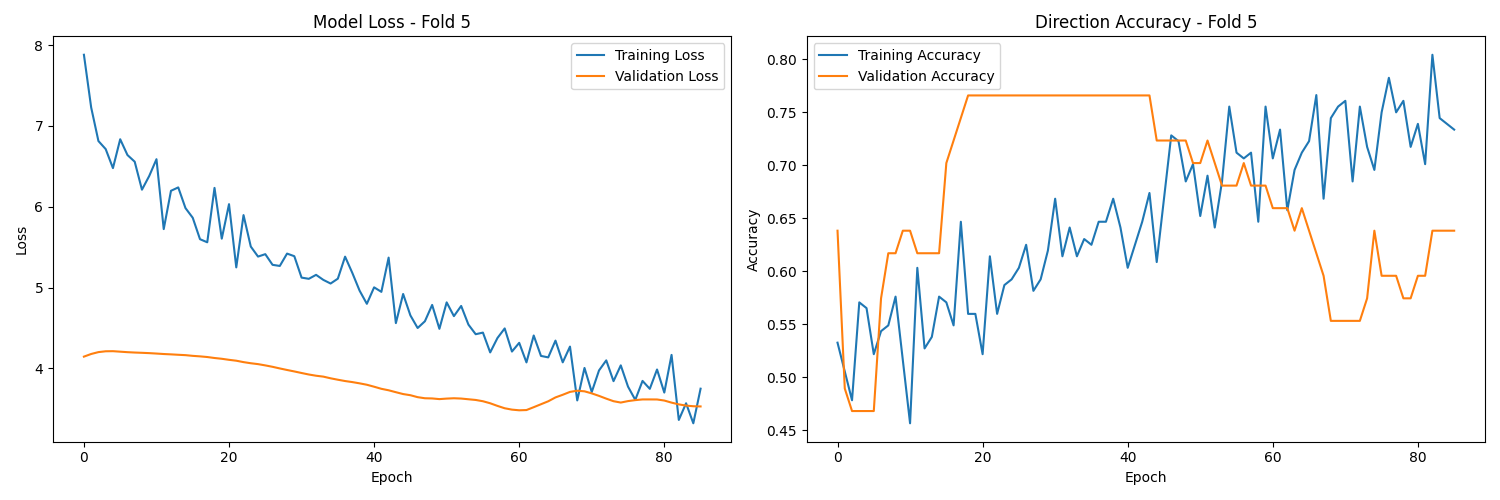 Model Loss - Fold 5
Training Loss
Validation Loss
8
7
6
5
4
Loss
0
20
40
60
80
Epoch
Direction Accuracy - Fold 5
Training Accuracy
Validation Accuracy
0.80
0.75
0.70
0.65
0.60
0.55
0.50
0.45
Accuracy
0
20
40
60
80
Epoch